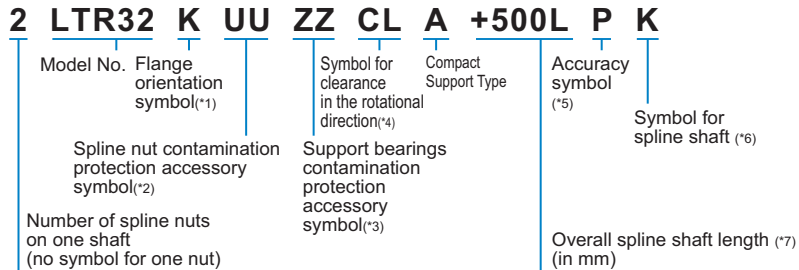 2 LTR32 K UU ZZ CL A +500L P K
Model No.
Flange
orientation
symbol(*1)
Symbol for
clearance
in the rotational
direction(*4)
Compact
Support Type
Accuracy
symbol
(*5)
Symbol for
spline shaft (*6)
Spline nut contamination
protection accessory
symbol(*2)
Support bearings
contamination
protection
accessory
symbol(*3)
Number of spline nuts
on one shaft
(no symbol for one nut)
Overall spline shaft length (*7)
(in mm)